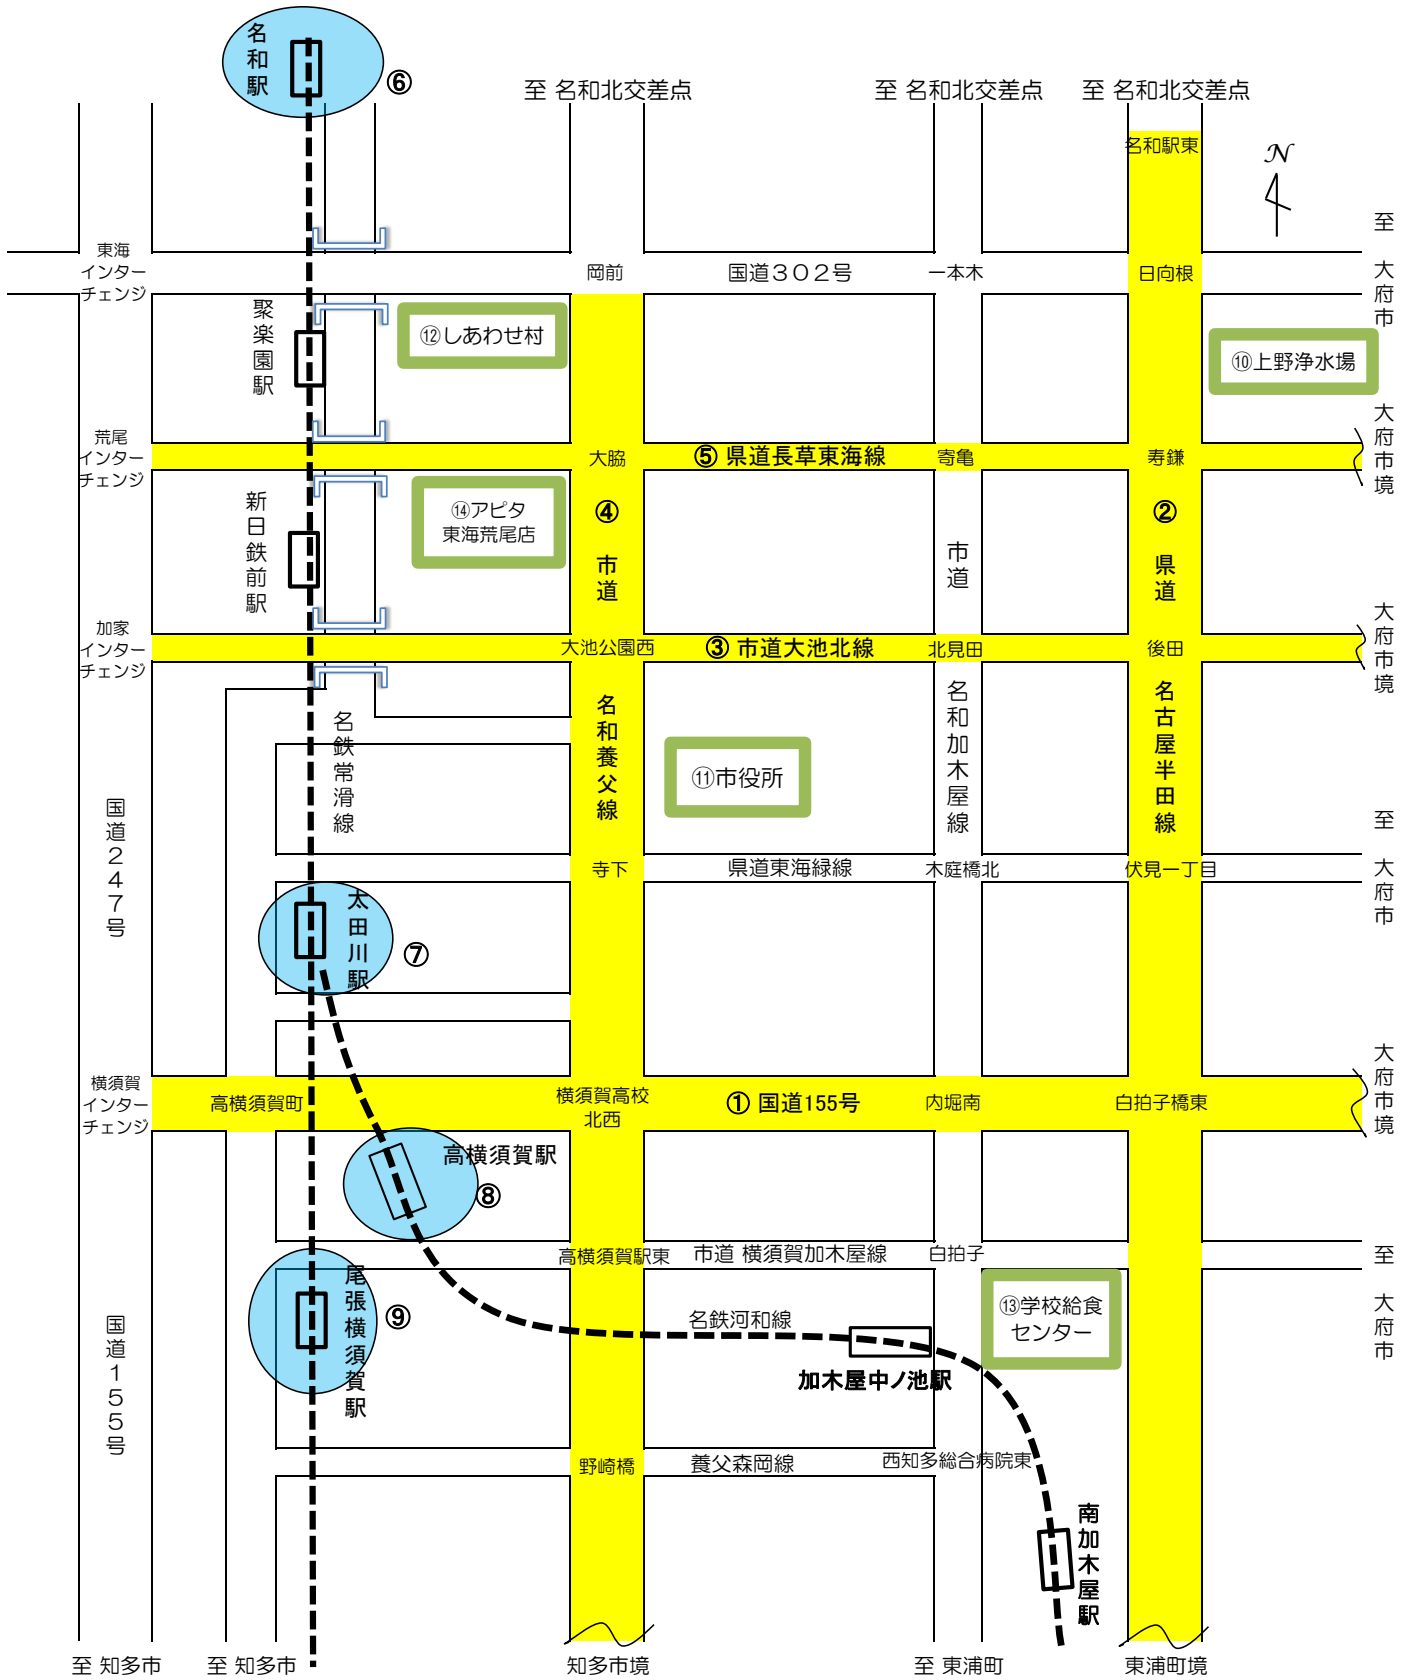 名和駅
⑥
至 名和北交差点
至 名和北交差点
至 名和北交差点
名和駅東
N
至 大府市
東海
インター
チェンジ
岡前
国道302号
一本木
日向根
聚楽園駅
⑫しあわせ村
⑩上野浄水場
荒尾
インター
チェンジ
大脇
⑤ 県道長草東海線
寄亀
寿鎌
大府市境
新日鉄前駅
⑭アピタ
東海荒尾店
④ 市道 名和養父線
市道 名和加木屋線
② 県道 名古屋半田線
加家
インター
チェンジ
大池公園西
③ 市道大池北線
北見田
後田
大府市境
名鉄常滑線
⑪市役所
国道247号
寺下
県道東海緑線
木庭橋北
伏見一丁目
至 大府市
太田川駅
⑦
横須賀
インター
チェンジ
高横須賀町
横須賀高校
北西
① 国道155号
内堀南
白拍子橋東
大府市境
高横須賀駅
⑧
高横須賀駅東
市道 横須賀加木屋線
白拍子
至 大府市
尾張横須賀駅
⑨
国道155号
名鉄河和線
⑬学校給食
センター
加木屋中ノ池駅
野崎橋
養父森岡線
西知多総合病院東
南加木屋駅
至 知多市
至 知多市
知多市境
至 東浦町
東浦町境